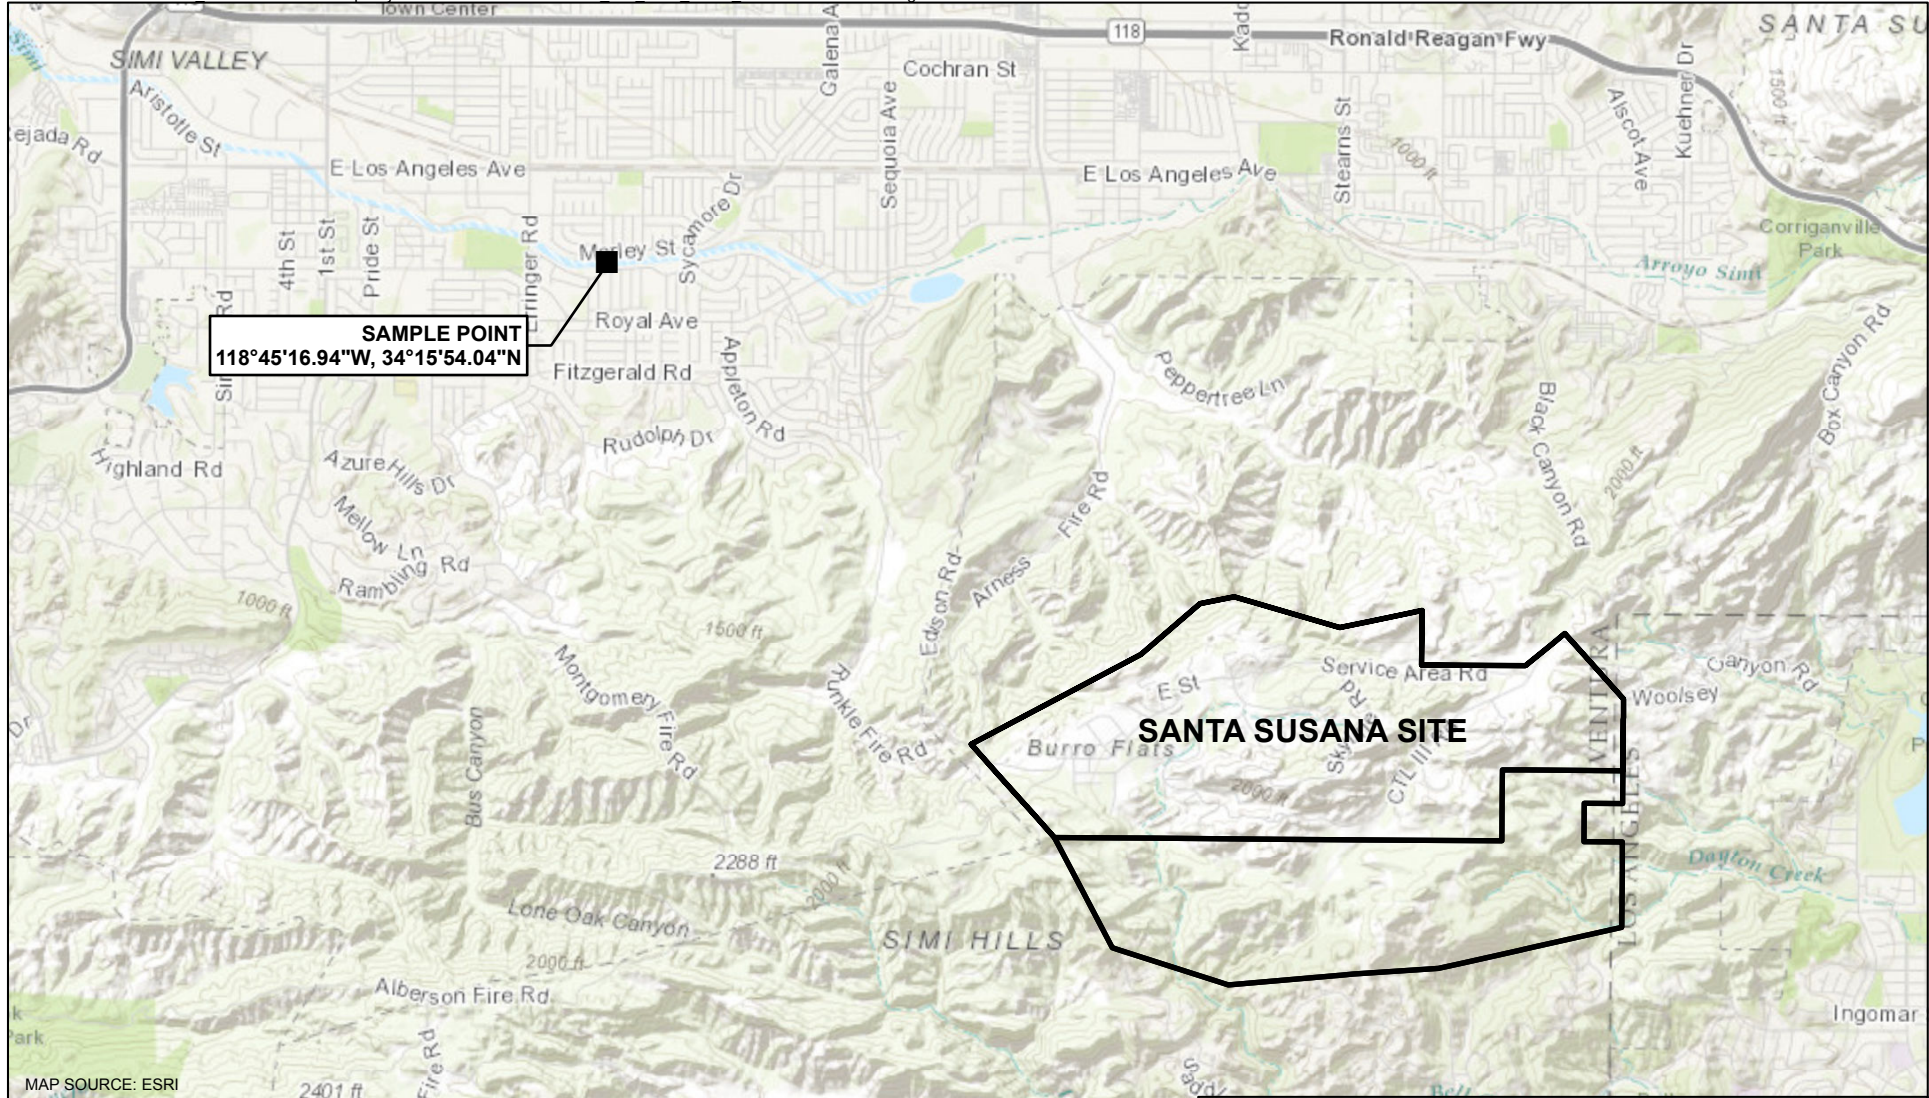 Town Center
118
Ronald Reagan Fwy
SANTA SU
SIMI VALLEY
Simi
Galena A
Cochran St
Kuehner Dr
1500 ft
Aristotle St
ejada Rd
Sequoia Ave
Stearns St
Alscot Ave
1000 ft
E Los Angeles Ave
E Los Angeles Ave
4th St
1st St
Pride St
Erringer Rd
Sycamore Dr
Corriganville
Park
Arroyo Simi
Royal Ave
SAMPLE POINT
118°45'16.94"W, 34°15'54.04"N
Fitzgerald Rd
Appleton Rd
Peppertree Ln
Black Canyon Rd
Box Canyon Rd
Rudolph Dr
Highland Rd
Azure Hills Dr
Mellow Ln
Rambling Rd
2000 ft
Fire Rd
Arness
Edison Rd
1000 ft
1500 ft
Montgomery Fire Rd
Runkle Fire Rd
Service Area Rd
E St
VENTURA
LOS ANGELES
Canyon Rd
Woolsey
SANTA SUSANA SITE
Burro Flats
CTL III
2000 ft
Dr
Bus Canyon
2288 ft
2000 ft
Dayton Creek
Lone Oak Canyon
SIMI HILLS
2000 ft
Alberson Fire Rd
Park
Fire Rd
Ingomar
MAP SOURCE: ESRI
2401 ft
Bell